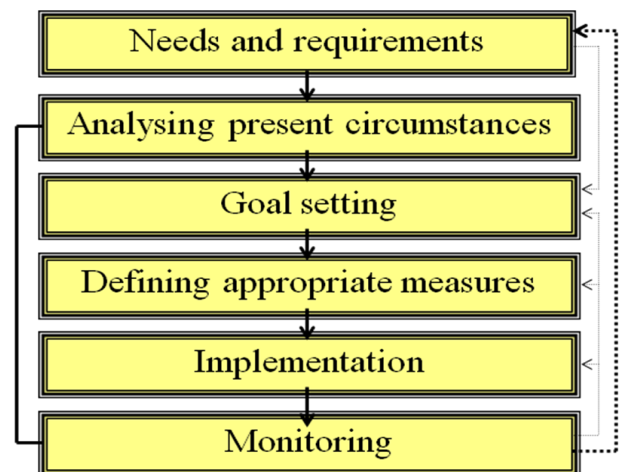 Needs and requirements
Analysing present circumstances
Goal setting
Defining appropriate measures
Implementation
Monitoring